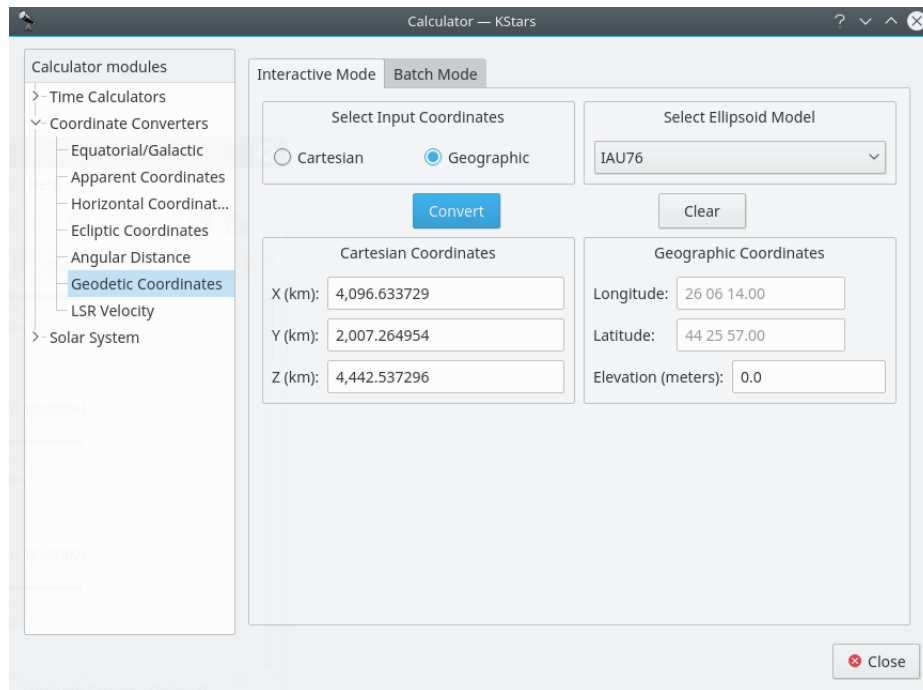 Calculator — KStars
Calculator modules
Time Calculators
Coordinate Converters
Equatorial/Galactic
Apparent Coordinates
Horizontal Coordinat...
Ecliptic Coordinates
Angular Distance
Geodetic Coordinates
LSR Velocity
Solar System
Interactive Mode Batch Mode
Select Input Coordinates
Cartesian Geographic
Select Ellipsoid Model
IAU76
Convert Clear
Cartesian Coordinates
X (km): 4,096.633729
Y (km): 2,007.264954
Z (km): 4,442.537296
Geographic Coordinates
Longitude: 26 06 14.00
Latitude: 44 25 57.00
Elevation (meters): 0.0
Close